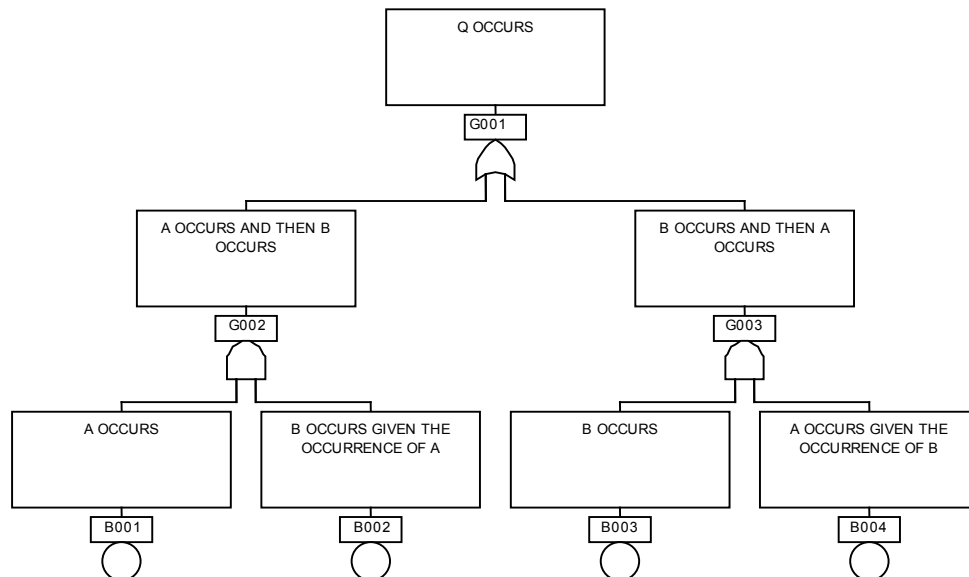 Q OCCURS
G001
A OCCURS AND THEN B
OCCURS
B OCCURS AND THEN A
OCCURS
G002
G003
A OCCURS
B OCCURS GIVEN THE
OCCURRENCE OF A
B OCCURS
A OCCURS GIVEN THE
OCCURRENCE OF B
B001
B002
B003
B004